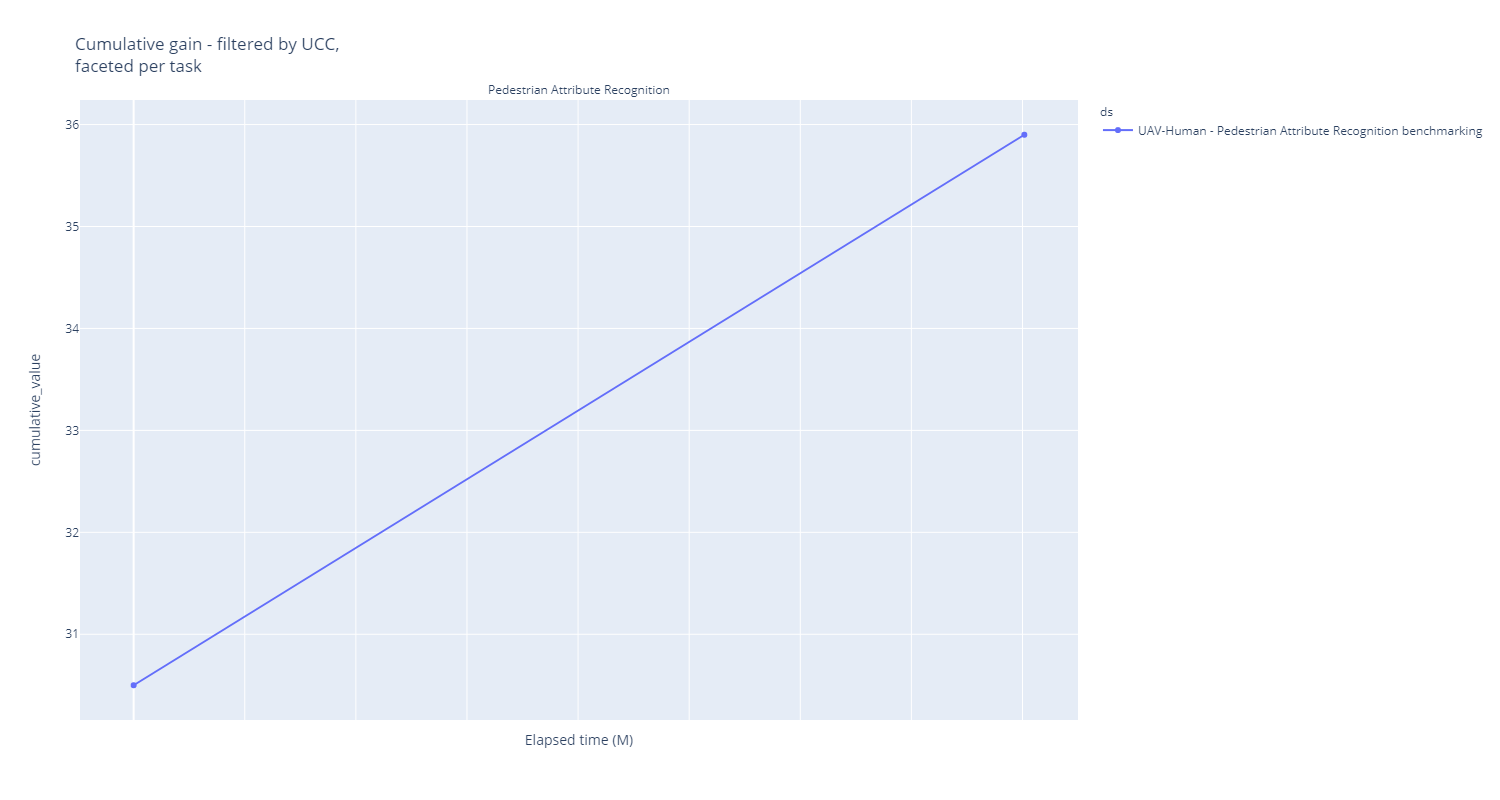 Cumulative gain - filtered by UCC,
faceted per task
Pedestrian Attribute Recognition
ds
UAV-Human - Pedestrian Attribute Recognition benchmarking
36
35
34
33
32
31
cumulative_value
Elapsed time (M)